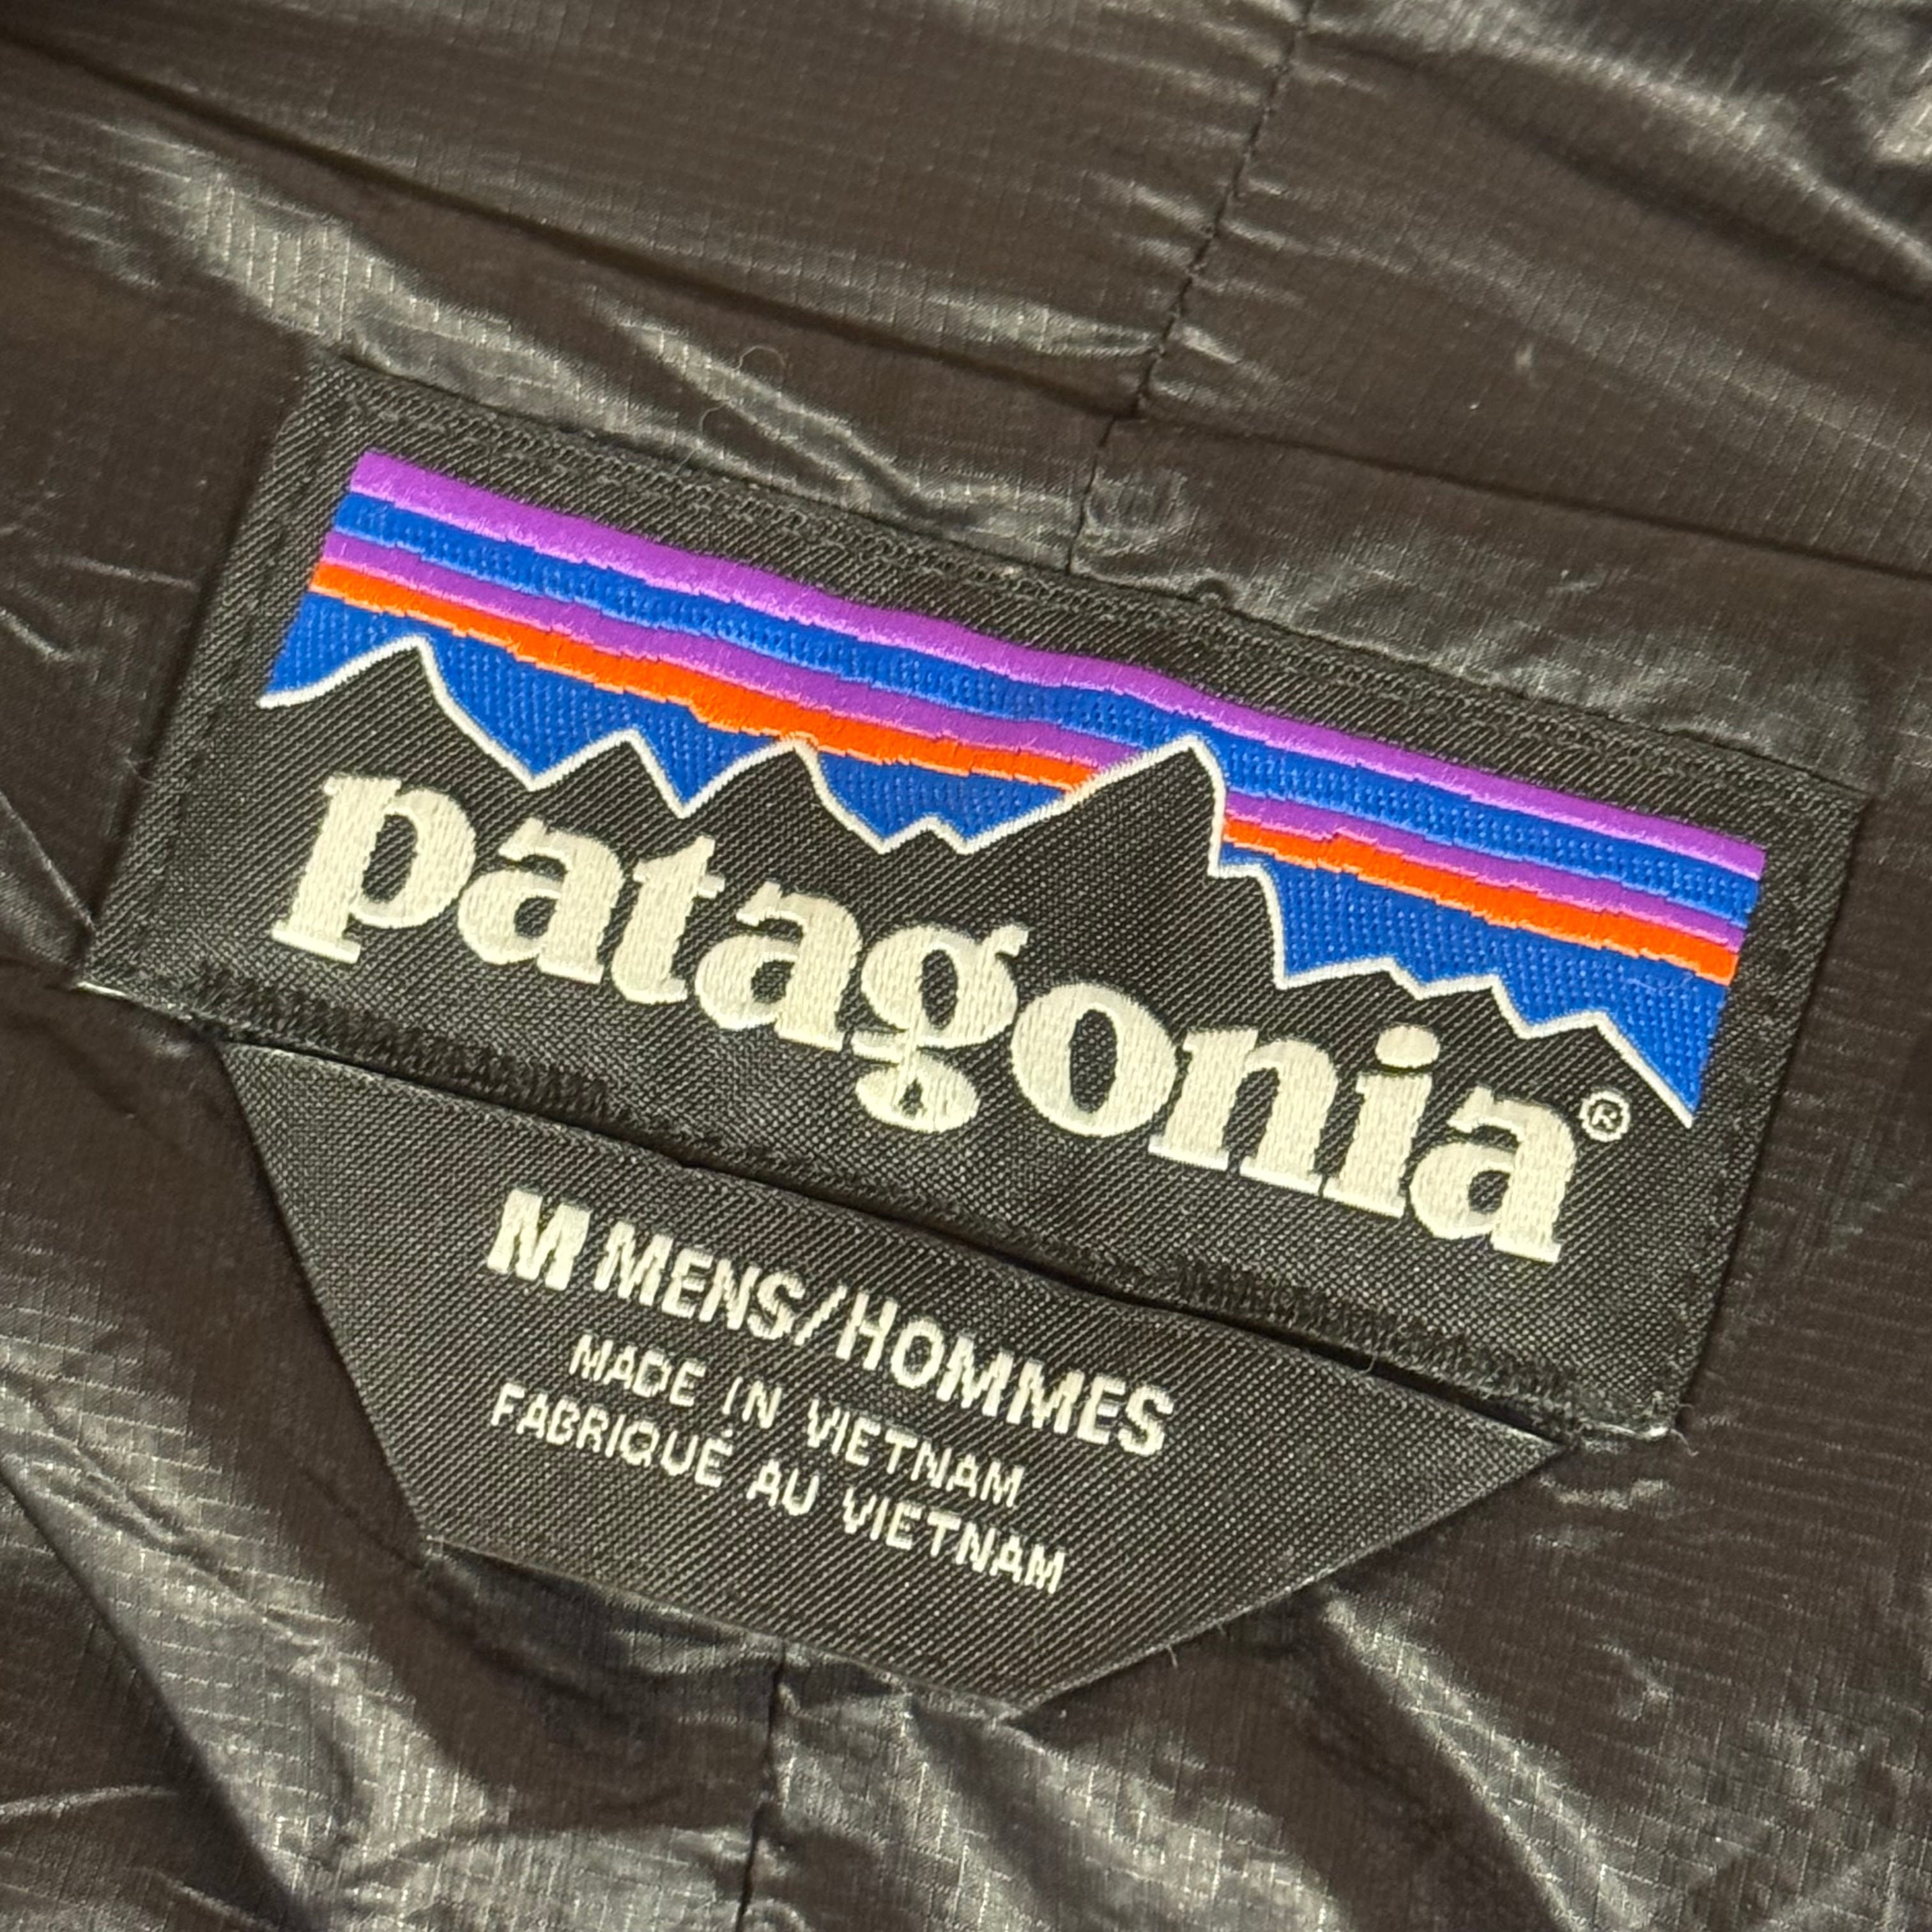 patagonia®
M MENS/HOMMES
MADE IN VIETNAM
FABRIQUÉ AU VIETNAM